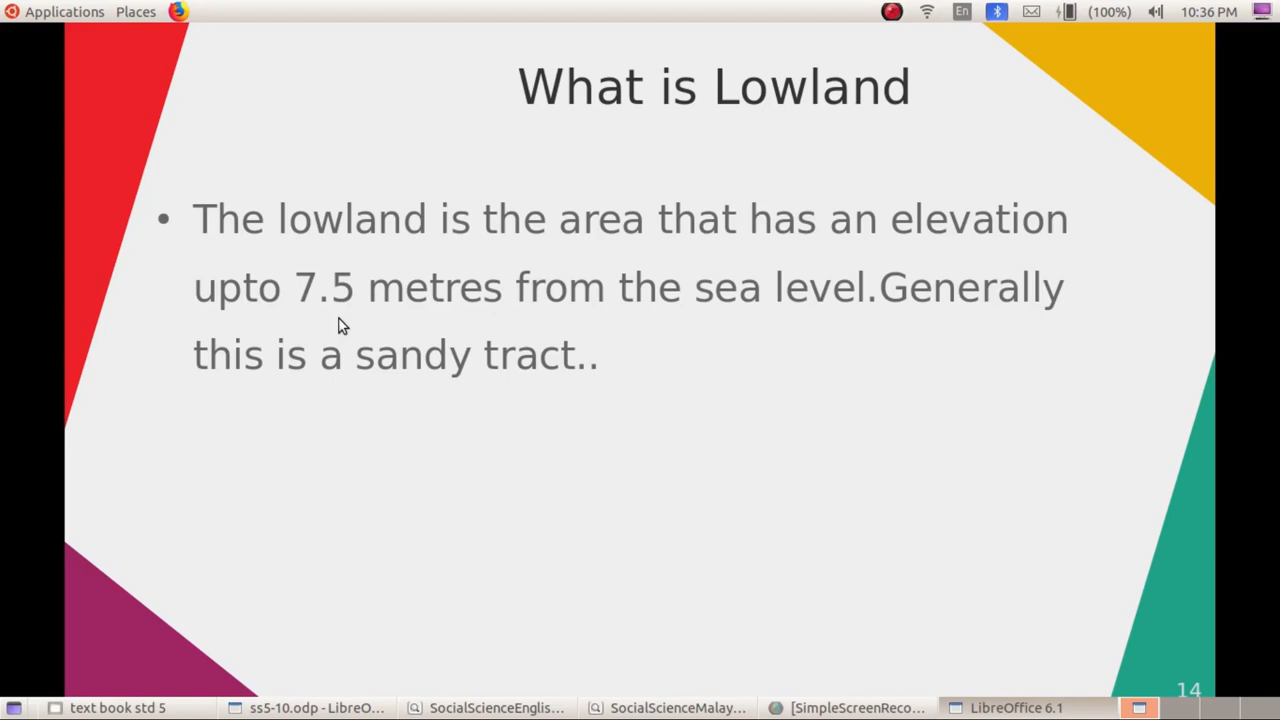 Applications Places En (100%) 10:36 PM
What is Lowland
• The lowland is the area that has an elevation
upto 7.5 metres from the sea level.Generally
this is a sandy tract..
14
text book std 5 ss5-10.odp - LibreO... SocialScienceEnglis... SocialScienceMalay... [SimpleScreenReco... LibreOffice 6.1